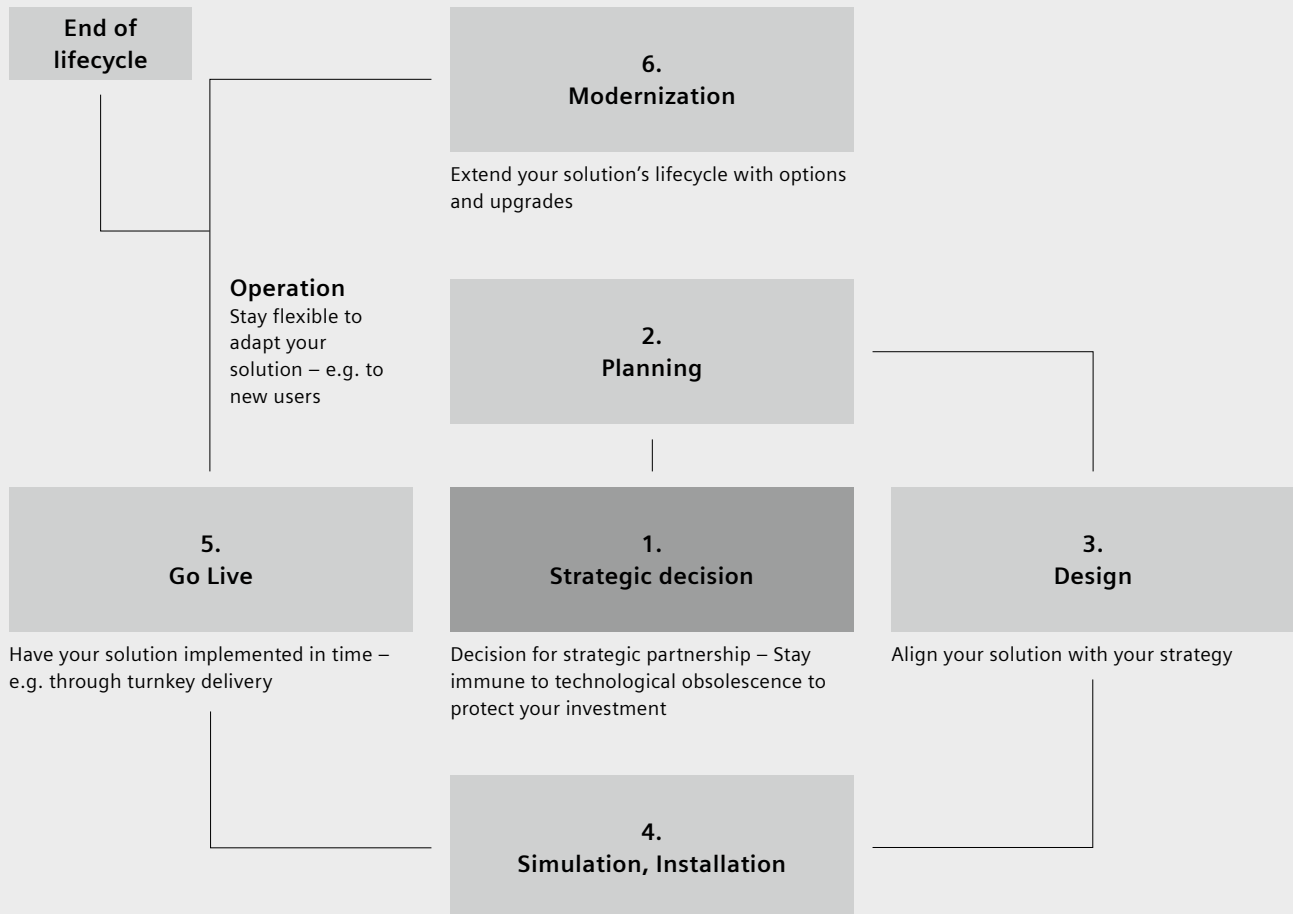 End of
lifecycle
6.
Modernization
Extend your solution’s lifecycle with options
and upgrades
Operation
Stay flexible to
adapt your
solution – e.g. to
new users
2.
Planning
5.
Go Live
Have your solution implemented in time –
e.g. through turnkey delivery
1.
Strategic decision
Decision for strategic partnership – Stay
immune to technological obsolescence to
protect your investment
3.
Design
Align your solution with your strategy
4.
Simulation, Installation